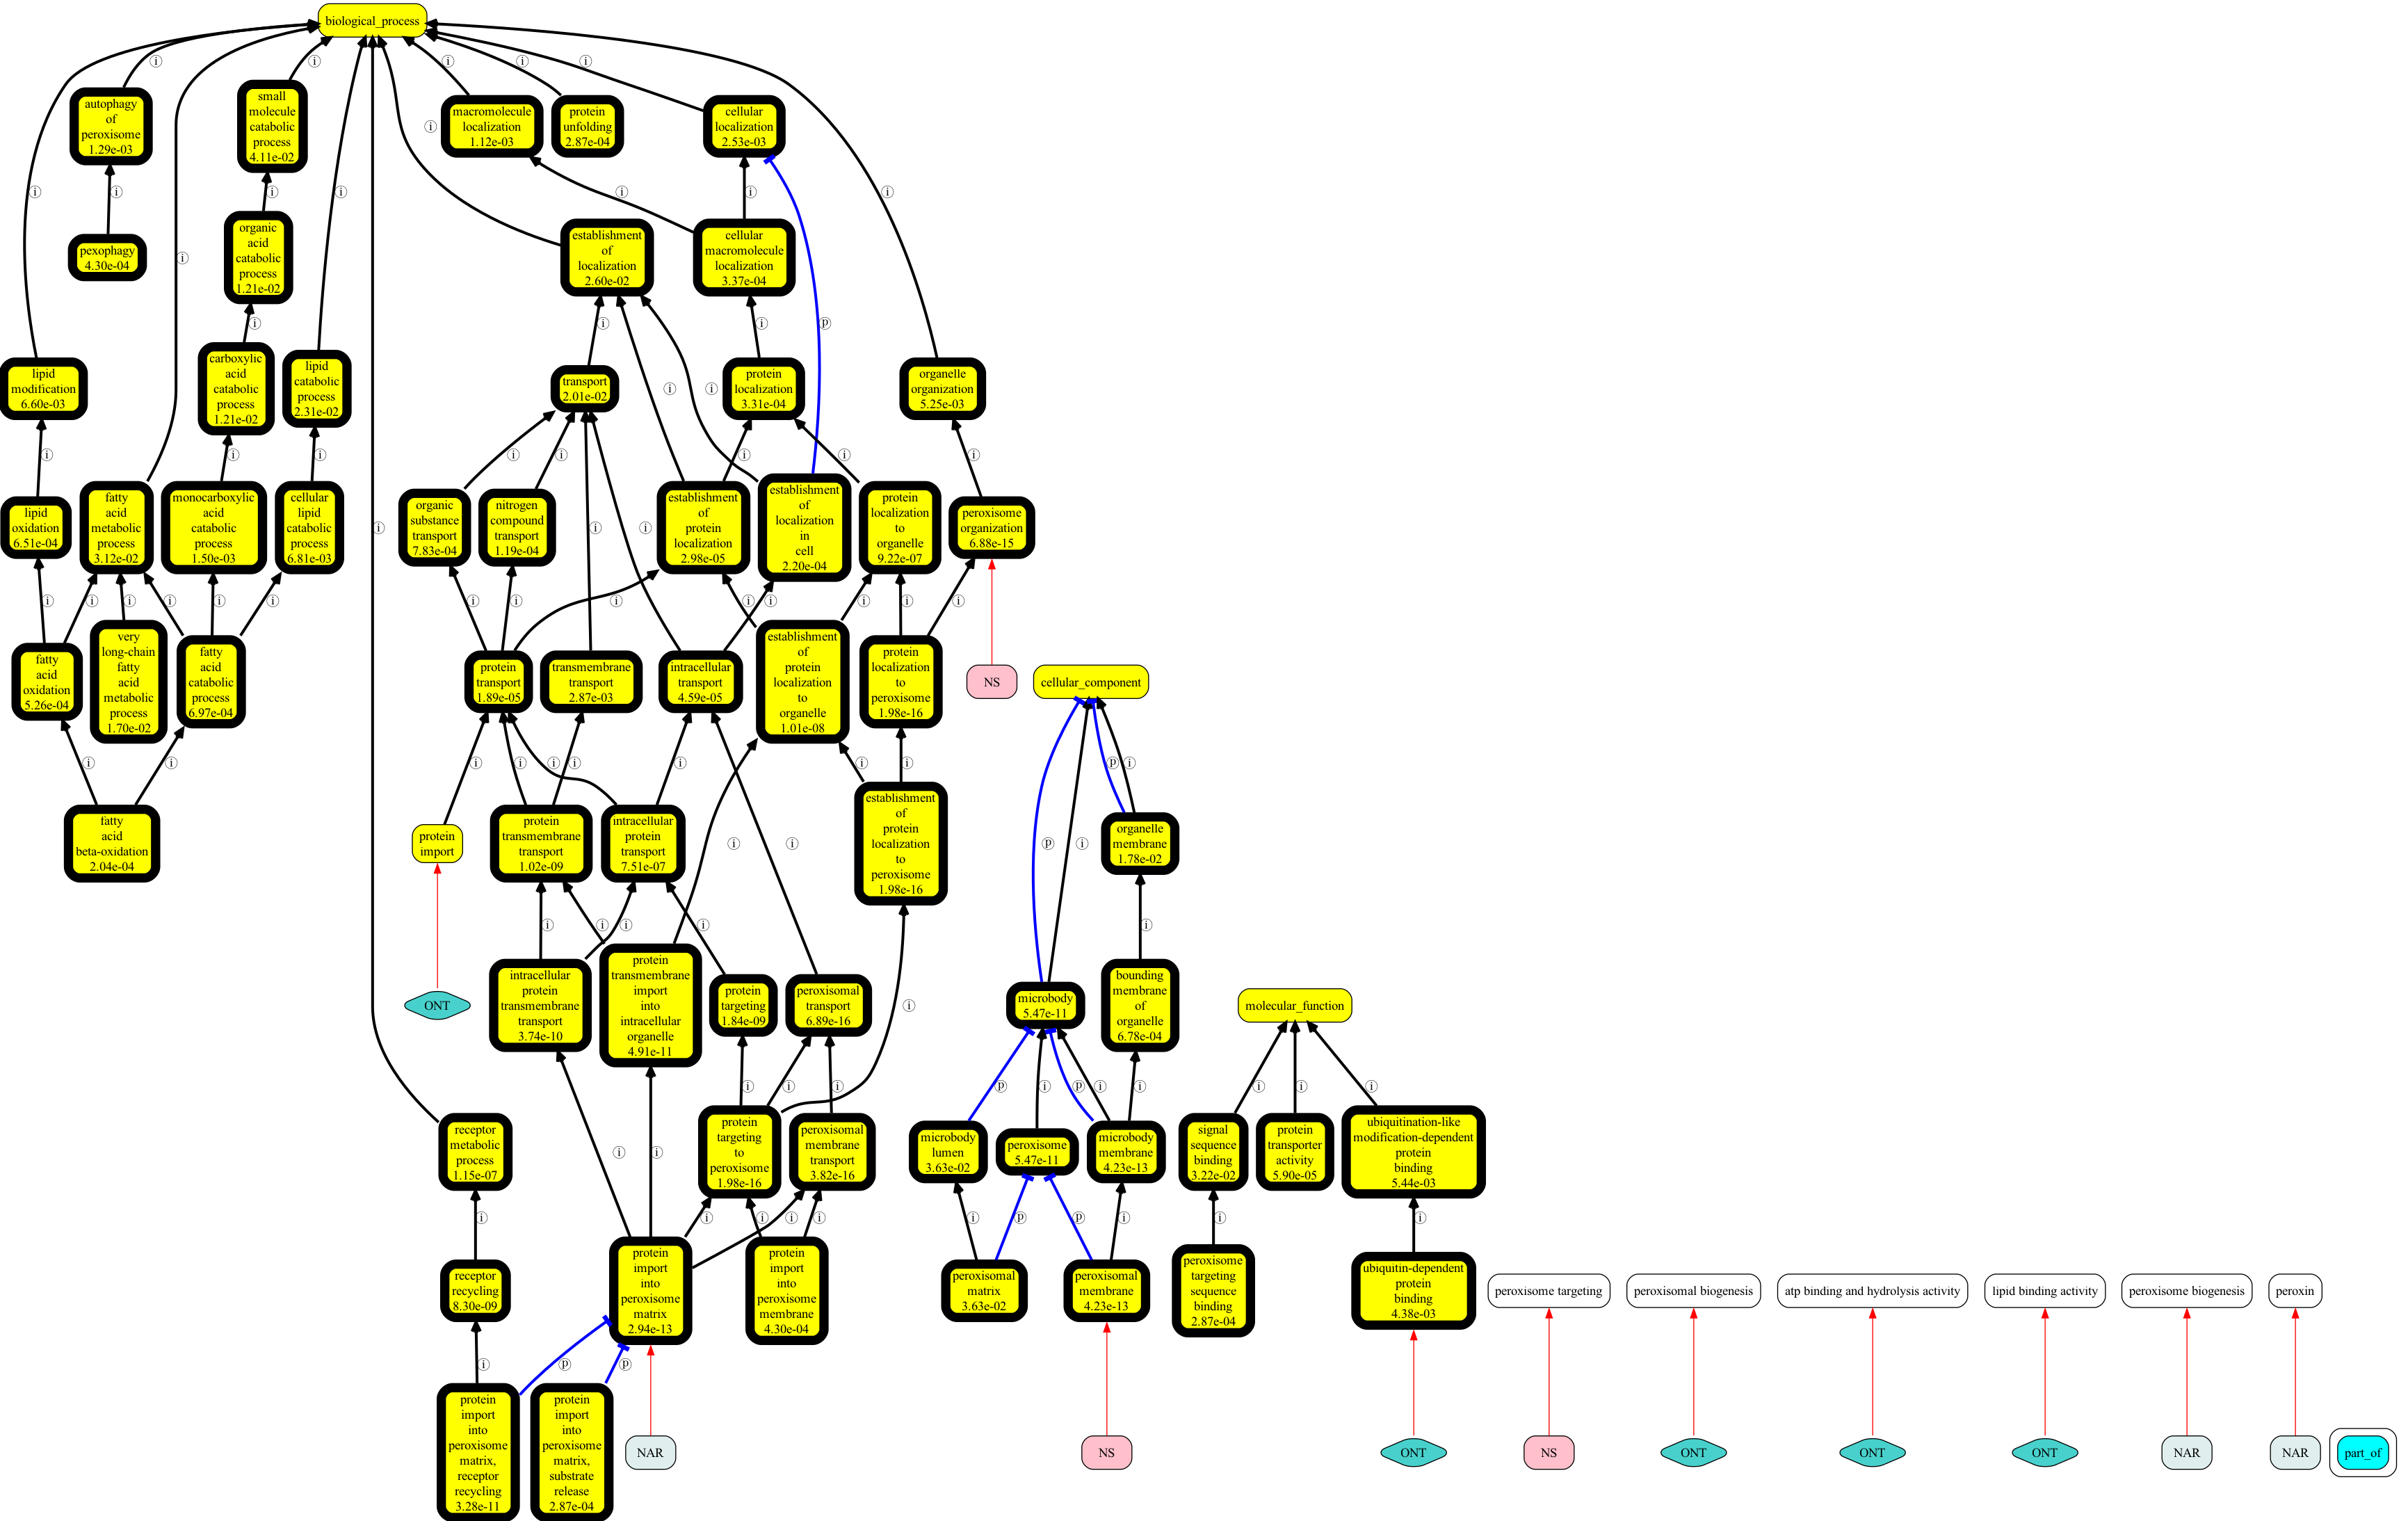 biological_process
autophagy
of
peroxisome
1.29e-03
small
molecule
catabolic
process
4.11e-02
macromolecule
localization
1.12e-03
protein
unfolding
2.87e-04
cellular
localization
2.53e-03
pexophagy
4.30e-04
organic
acid
catabolic
process
1.21e-02
establishment
of
localization
2.60e-02
cellular
macromolecule
localization
3.37e-04
lipid
modification
6.60e-03
carboxylic
acid
catabolic
process
1.21e-02
lipid
catabolic
process
2.31e-02
transport
2.01e-02
protein
localization
3.31e-04
organelle
organization
5.25e-03
lipid
oxidation
6.51e-04
fatty
acid
metabolic
process
3.12e-02
monocarboxylic
acid
catabolic
process
1.50e-03
cellular
lipid
catabolic
process
6.81e-03
organic
substance
transport
7.83e-04
nitrogen
compound
transport
1.19e-04
establishment
of
protein
localization
2.98e-05
establishment
of
localization
in
cell
2.20e-04
protein
localization
to
organelle
9.22e-07
peroxisome
organization
6.88e-15
fatty
acid
oxidation
5.26e-04
very
long-chain
fatty
acid
metabolic
process
1.70e-02
fatty
acid
catabolic
process
6.97e-04
protein
transport
1.89e-05
transmembrane
transport
2.87e-03
intracellular
transport
4.59e-05
establishment
of
protein
localization
to
organelle
1.01e-08
protein
localization
to
peroxisome
1.98e-16
NS
cellular_component
fatty
acid
beta-oxidation
2.04e-04
protein
import
protein
transmembrane
transport
1.02e-09
intracellular
protein
transport
7.51e-07
establishment
of
protein
localization
to
peroxisome
1.98e-16
organelle
membrane
1.78e-02
ONT
intracellular
protein
transmembrane
transport
3.74e-10
protein
transmembrane
import
into
intracellular
organelle
4.91e-11
protein
targeting
1.84e-09
peroxisomal
transport
6.89e-16
microbody
5.47e-11
bounding
membrane
of
organelle
6.78e-04
molecular_function
receptor
metabolic
process
1.15e-07
protein
targeting
to
peroxisome
1.98e-16
peroxisomal
membrane
transport
3.82e-16
microbody
lumen
3.63e-02
peroxisome
5.47e-11
microbody
membrane
4.23e-13
signal
sequence
binding
3.22e-02
protein
transporter
activity
5.90e-05
ubiquitination-like
modification-dependent
protein
binding
5.44e-03
receptor
recycling
8.30e-09
protein
import
into
peroxisome
matrix
2.94e-13
protein
import
into
peroxisome
membrane
4.30e-04
peroxisomal
matrix
3.63e-02
peroxisomal
membrane
4.23e-13
peroxisome
targeting
sequence
binding
2.87e-04
ubiquitin-dependent
protein
binding
4.38e-03
peroxisome targeting
peroxisomal biogenesis
atp binding and hydrolysis activity
lipid binding activity
peroxisome biogenesis
peroxin
protein
import
into
peroxisome
matrix,
receptor
recycling
3.28e-11
protein
import
into
peroxisome
matrix,
substrate
release
2.87e-04
NAR
NS
ONT
NS
ONT
ONT
ONT
NAR
NAR
part_of